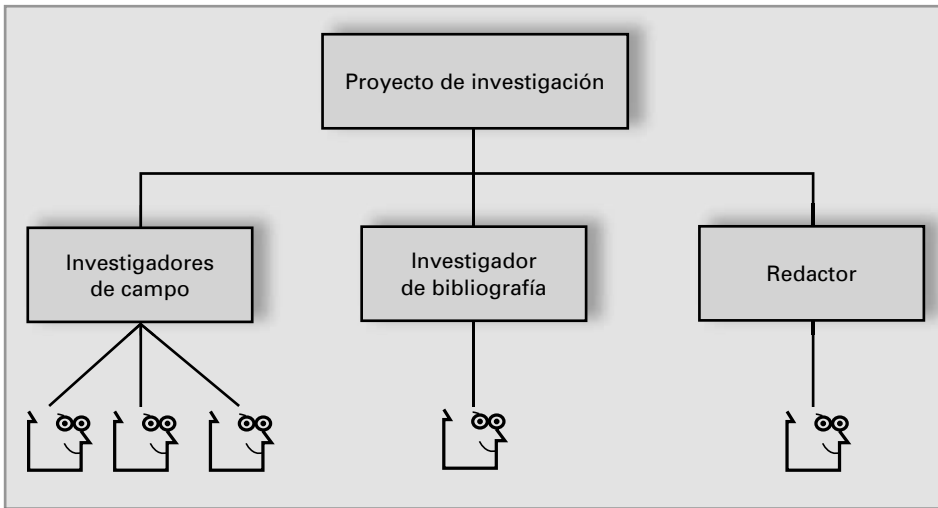 Proyecto de investigación
Investigadores
de campo
Investigador
de bibliografía
Redactor